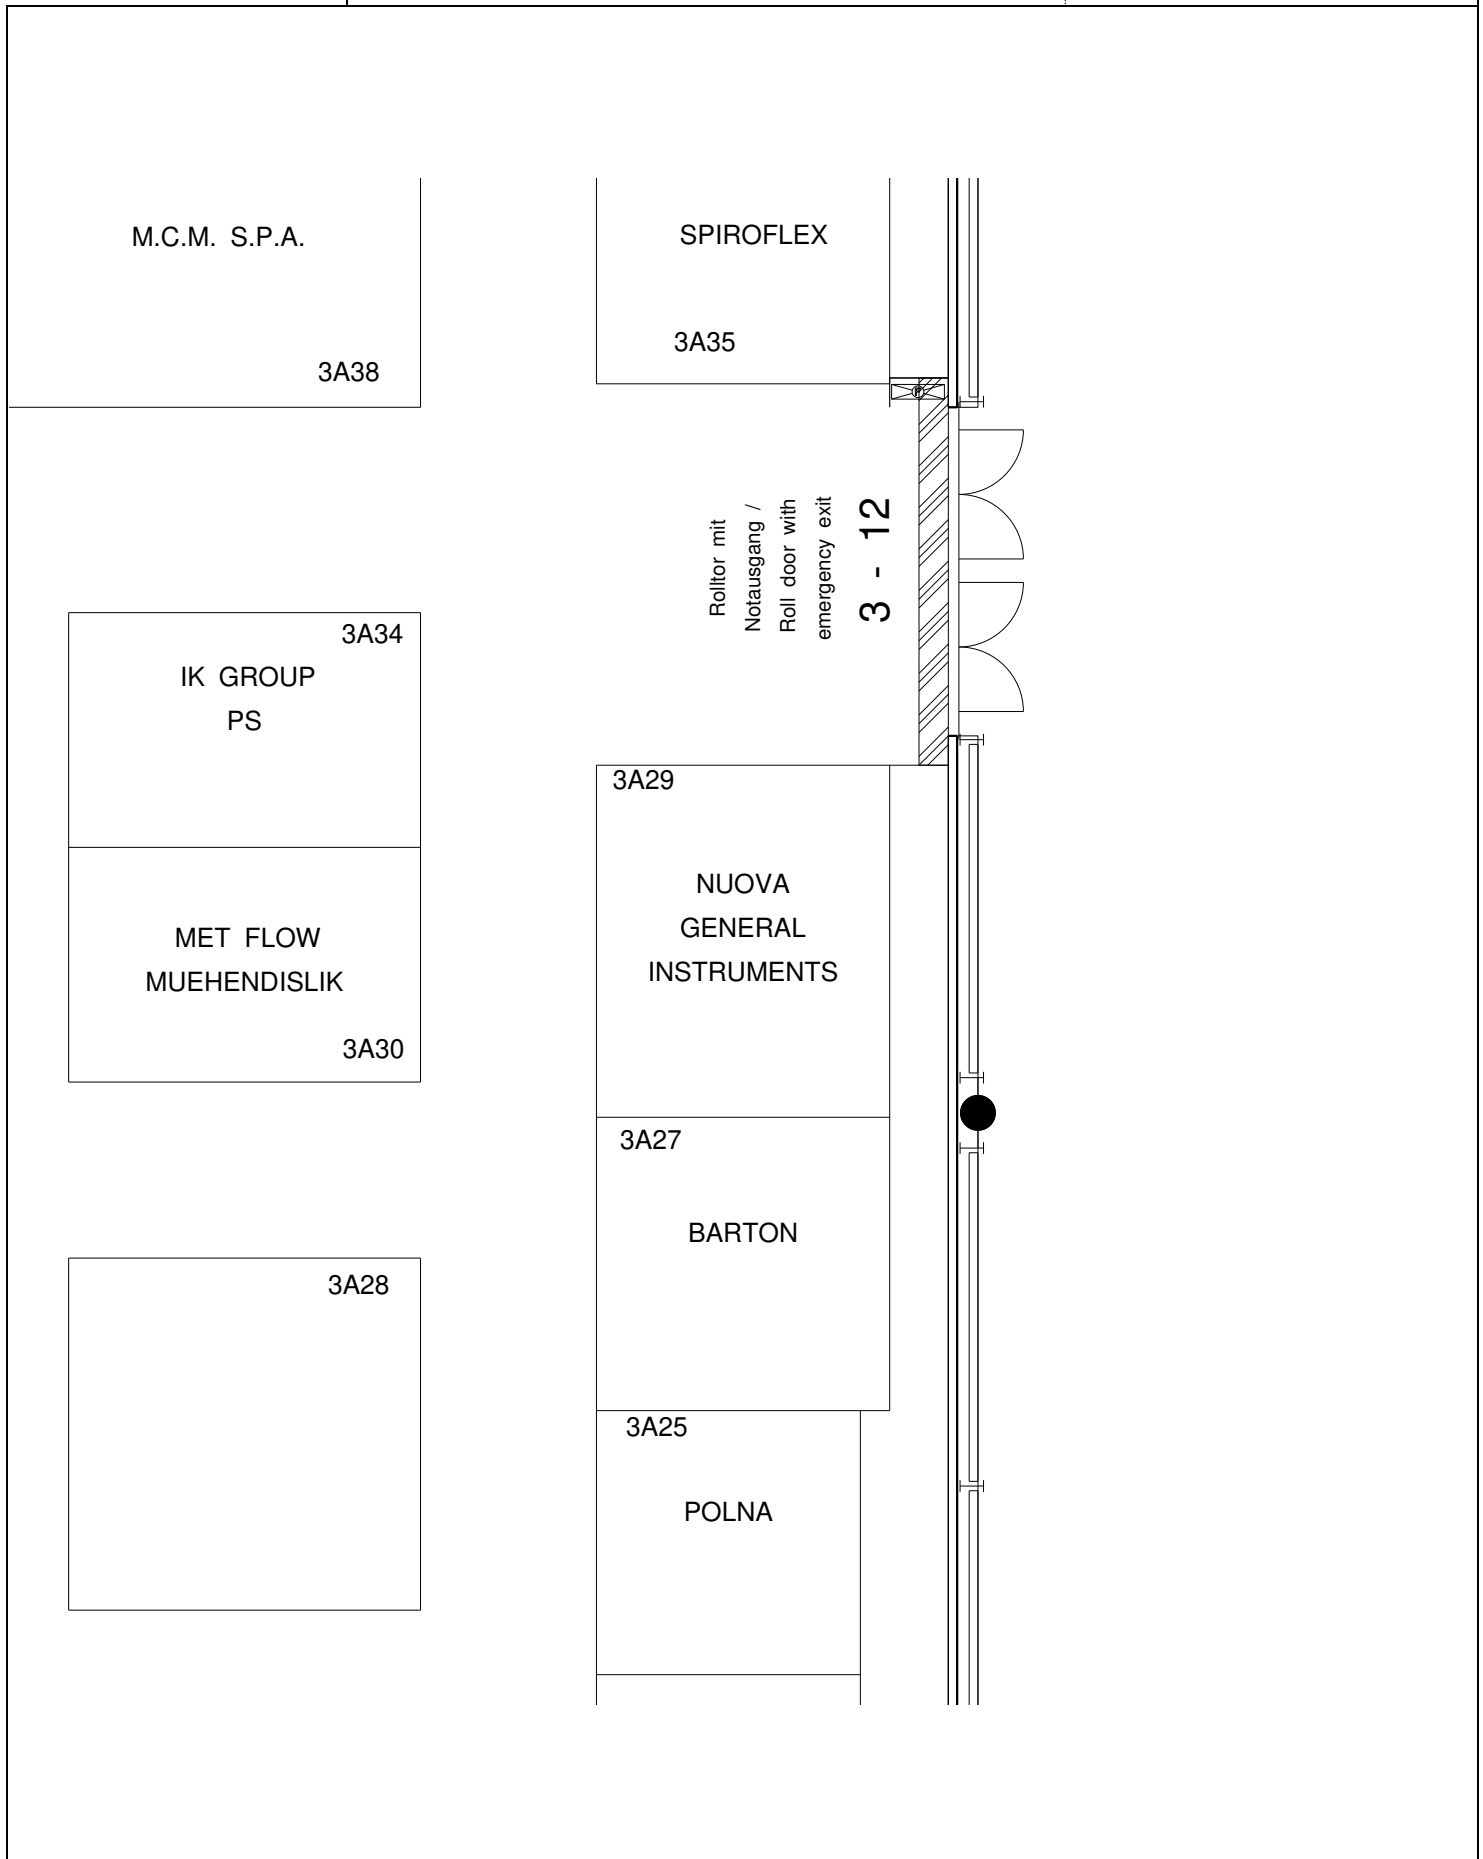 M.C.M. S.P.A.
3A38
SPIROFLEX
3A35
Rolltor mit
Notausgang /
Roll door with
emergency exit
3 - 12
3A34
IK GROUP
PS
MET FLOW
MUEHENDISLIK
3A30
3A29
NUOVA
GENERAL
INSTRUMENTS
3A27
BARTON
3A28
3A25
POLNA